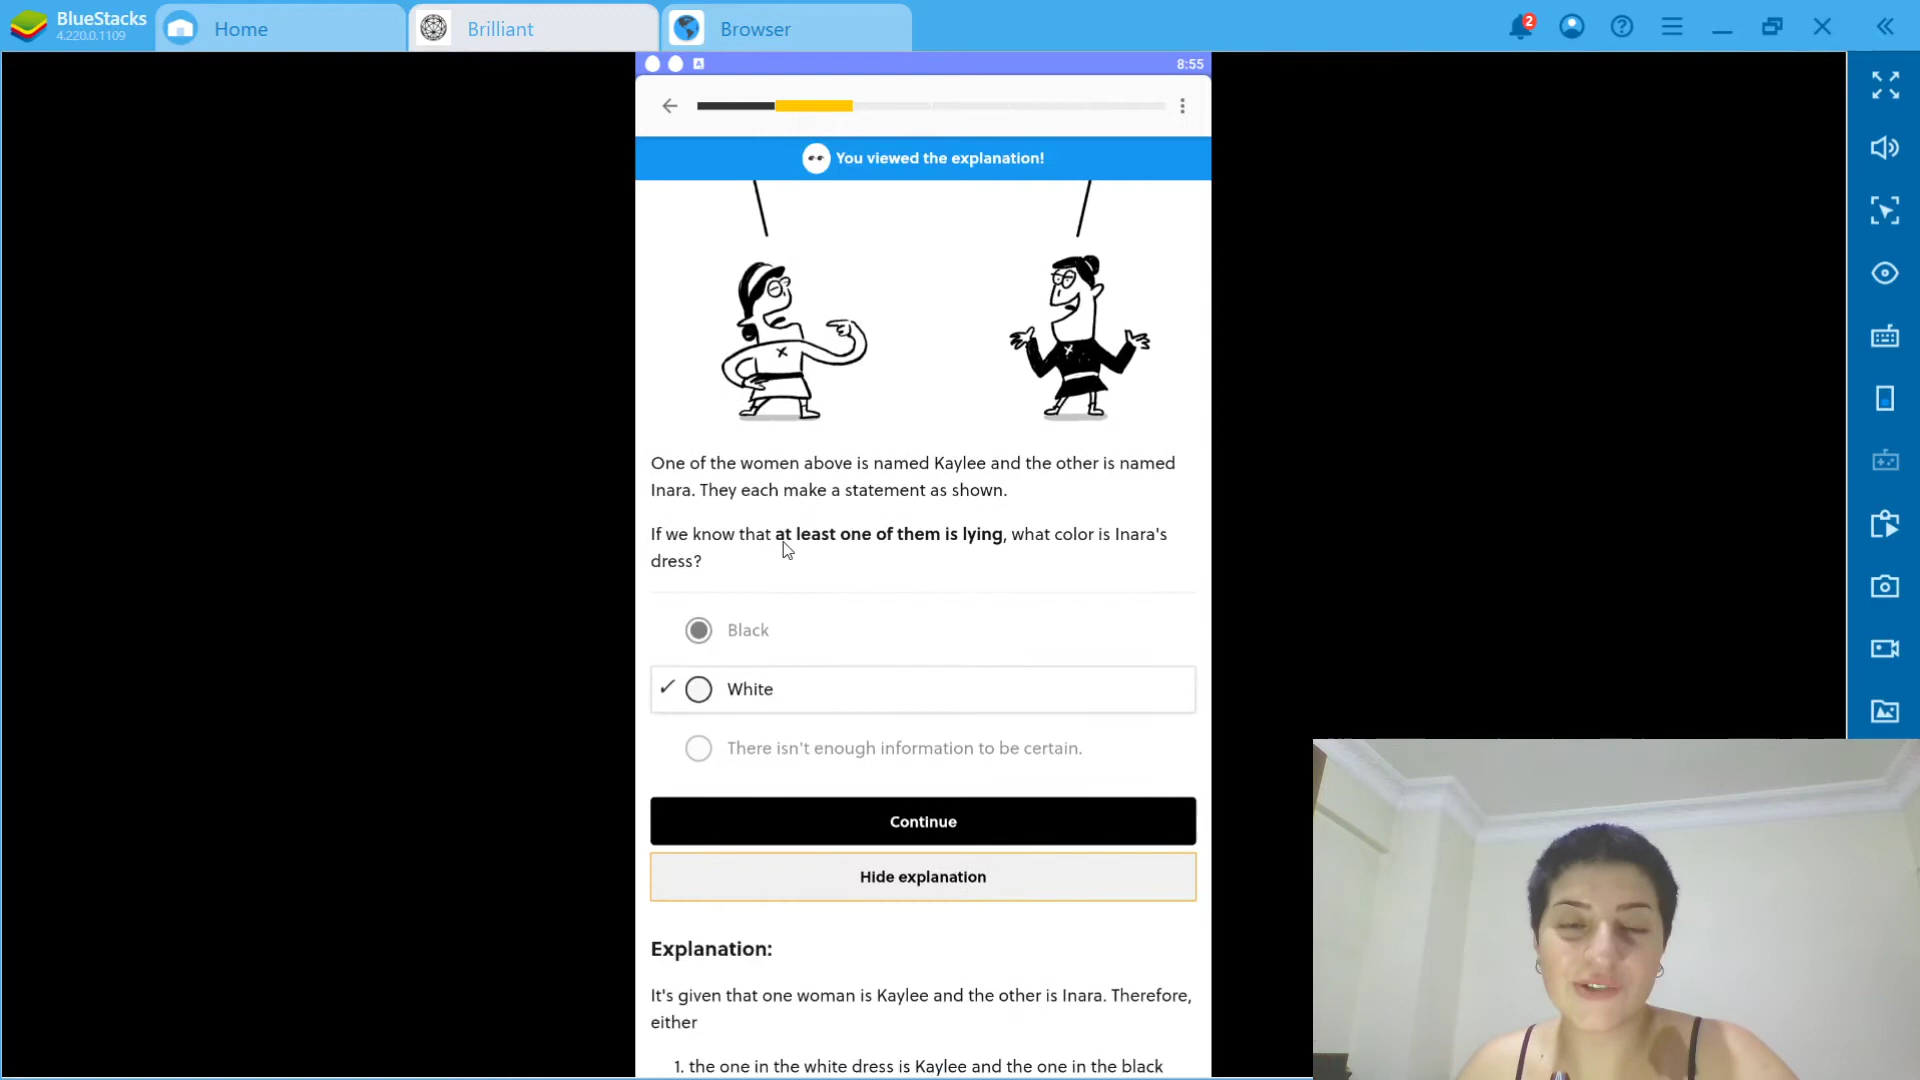 BlueStacks
4.220.0.1109
Home
Brilliant
Browser
2
8:55
You viewed the explanation!
One of the women above is named Kaylee and the other is named
Inara. They each make a statement as shown.
If we know that at least one of them is lying, what color is Inara's
dress?
Black
White
There isn't enough information to be certain.
Continue
Hide explanation
Explanation:
It's given that one woman is Kaylee and the other is Inara. Therefore,
either
1. the one in the white dress is Kaylee and the one in the black